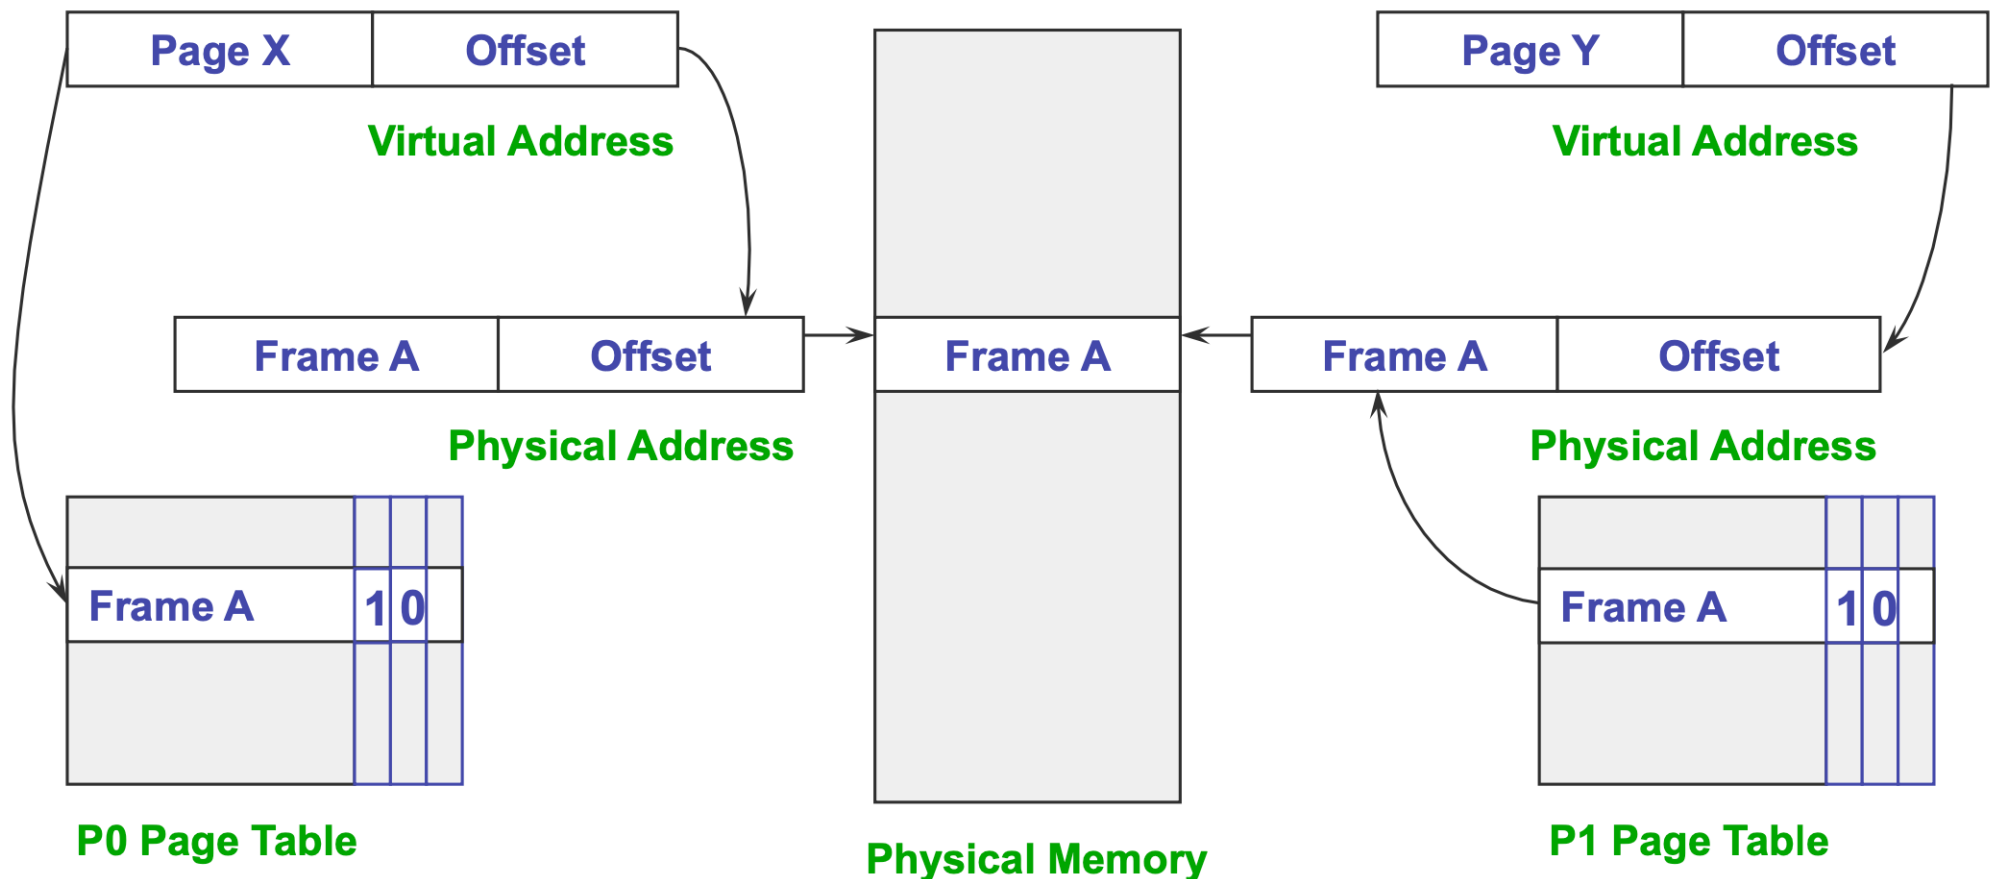 Page X Offset
Virtual Address
Page Y Offset
Virtual Address
Frame A Offset
Physical Address
Frame A
Frame A Offset
Physical Address
Frame A 1 0
P0 Page Table
Physical Memory
Frame A 1 0
P1 Page Table